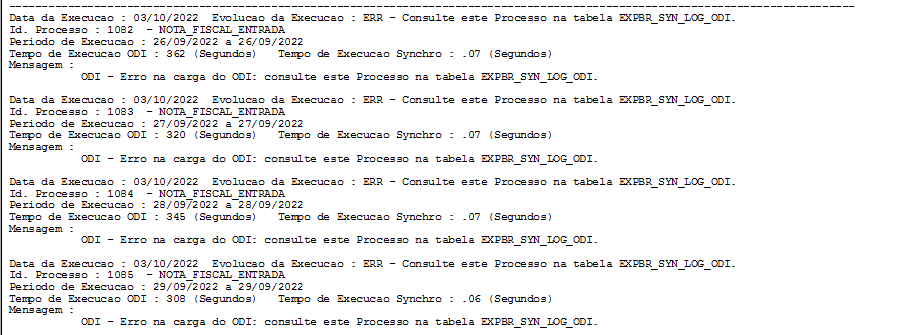 Data da Execucao : 03/10/2022  Evolucao da Execucao : ERR - Consulte este Processo na tabela EXPBR_SYN_LOG_ODI.
Id. Processo : 1082  - NOTA_FISCAL_ENTRADA
Periodo de Execucao : 26/09/2022 a 26/09/2022
Tempo de Execucao ODI : 362 (Segundos)   Tempo de Execucao Synchro : .07 (Segundos)
Mensagem :
ODI - Erro na carga do ODI: consulte este Processo na tabela EXPBR_SYN_LOG_ODI.
Data da Execucao : 03/10/2022  Evolucao da Execucao : ERR - Consulte este Processo na tabela EXPBR_SYN_LOG_ODI.
Id. Processo : 1083  - NOTA_FISCAL_ENTRADA
Periodo de Execucao : 27/09/2022 a 27/09/2022
Tempo de Execucao ODI : 320 (Segundos)   Tempo de Execucao Synchro : .07 (Segundos)
Mensagem :
ODI - Erro na carga do ODI: consulte este Processo na tabela EXPBR_SYN_LOG_ODI.
Data da Execucao : 03/10/2022  Evolucao da Execucao : ERR - Consulte este Processo na tabela EXPBR_SYN_LOG_ODI.
Id. Processo : 1084  - NOTA_FISCAL_ENTRADA
Periodo de Execucao : 28/09/2022 a 28/09/2022
Tempo de Execucao ODI : 345 (Segundos)   Tempo de Execucao Synchro : .07 (Segundos)
Mensagem :
ODI - Erro na carga do ODI: consulte este Processo na tabela EXPBR_SYN_LOG_ODI.
Data da Execucao : 03/10/2022  Evolucao da Execucao : ERR - Consulte este Processo na tabela EXPBR_SYN_LOG_ODI.
Id. Processo : 1085  - NOTA_FISCAL_ENTRADA
Periodo de Execucao : 29/09/2022 a 29/09/2022
Tempo de Execucao ODI : 308 (Segundos)   Tempo de Execucao Synchro : .06 (Segundos)
Mensagem :
ODI - Erro na carga do ODI: consulte este Processo na tabela EXPBR_SYN_LOG_ODI.